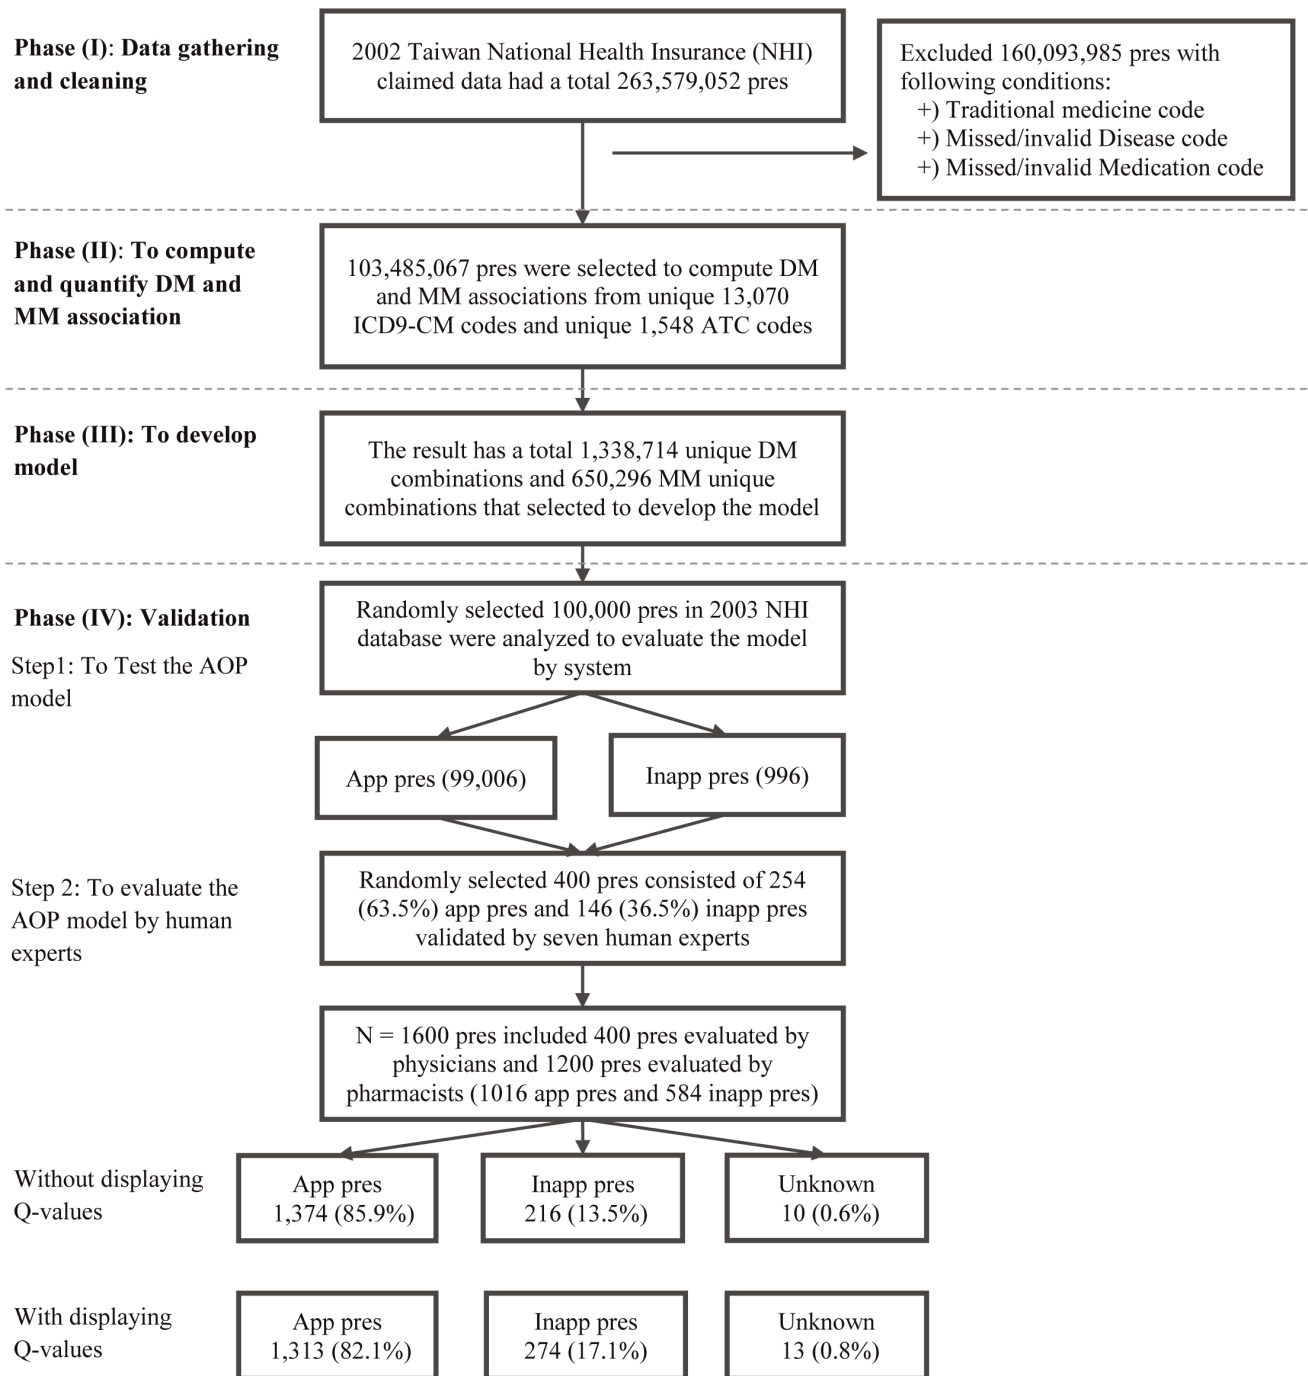 Phase (I): Data gathering
and cleaning
2002 Taiwan National Health Insurance (NHI)
claimed data had a total 263,579,052 pres
Excluded 160,093,985 pres with
following conditions:
+) Traditional medicine code
+) Missed/invalid Disease code
+) Missed/invalid Medication code
Phase (II): To compute
and quantify DM and
MM association
103,485,067 pres were selected to compute DM
and MM associations from unique 13,070
ICD9-CM codes and unique 1,548 ATC codes
Phase (III): To develop
model
The result has a total 1,338,714 unique DM
combinations and 650,296 MM unique
combinations that selected to develop the model
Phase (IV): Validation
Step1: To Test the AOP
model
Randomly selected 100,000 pres in 2003 NHI
database were analyzed to evaluate the model
by system
App pres (99,006)
Inapp pres (996)
Step 2: To evaluate the
AOP model by human
experts
Randomly selected 400 pres consisted of 254
(63.5%) app pres and 146 (36.5%) inapp pres
validated by seven human experts
N = 1600 pres included 400 pres evaluated by
physicians and 1200 pres evaluated by
pharmacists (1016 app pres and 584 inapp pres)
Without displaying
Q-values
App pres
1,374 (85.9%)
Inapp pres
216 (13.5%)
Unknown
10 (0.6%)
With displaying
Q-values
App pres
1,313 (82.1%)
Inapp pres
274 (17.1%)
Unknown
13 (0.8%)